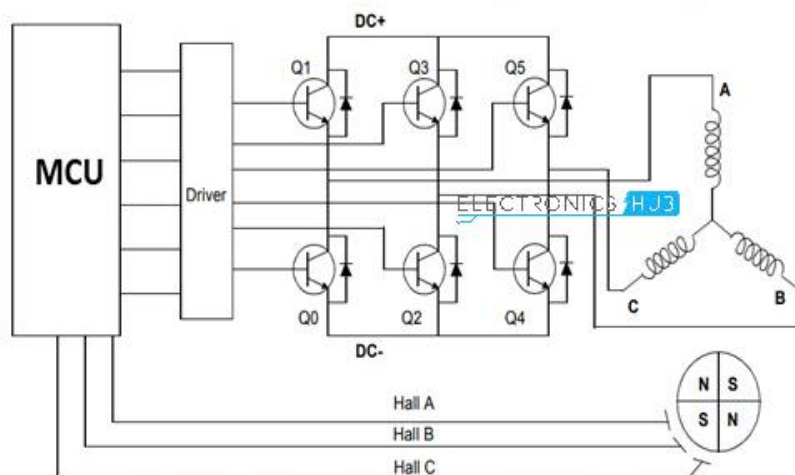 DC+
Q1
Q3
Q5
A
MCU
Driver
ELECTRONICS HUB
C
B
Q0
Q2
Q4
DC-
N S
S N
Hall A
Hall B
Hall C